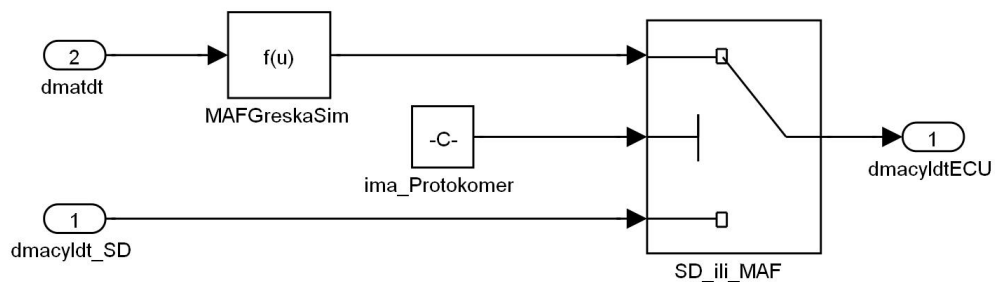 2
dmatdt
f(u)
MAFGreskaSim
-C-
ima_Protokomer
1
dmacyldt_SD
SD_ili_MAF
1
dmacyldtECU